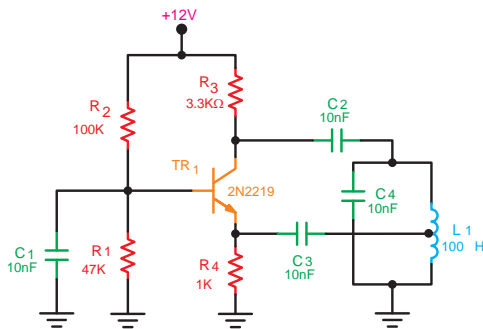 +12V
R3
3.3KΩ
R2
100K
C2
10nF
TR1
2N2219
C4
10nF
L1
100 H
C1
10nF
R1
47K
R4
1K
C3
10nF